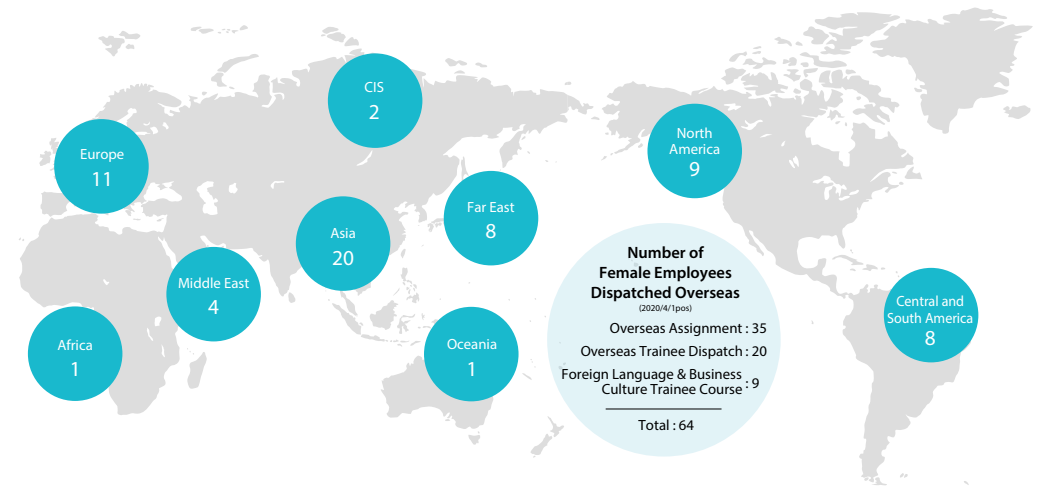 CIS
2
Europe
11
North
America
9
Far East
8
Asia
20
Middle East
4
Africa
1
Oceania
1
Central and
South America
8
Number of
Female Employees
Dispatched Overseas
(2020/4/1pos)
Overseas Assignment : 35
Overseas Trainee Dispatch : 20
Foreign Language & Business
Culture Trainee Course : 9
Total : 64